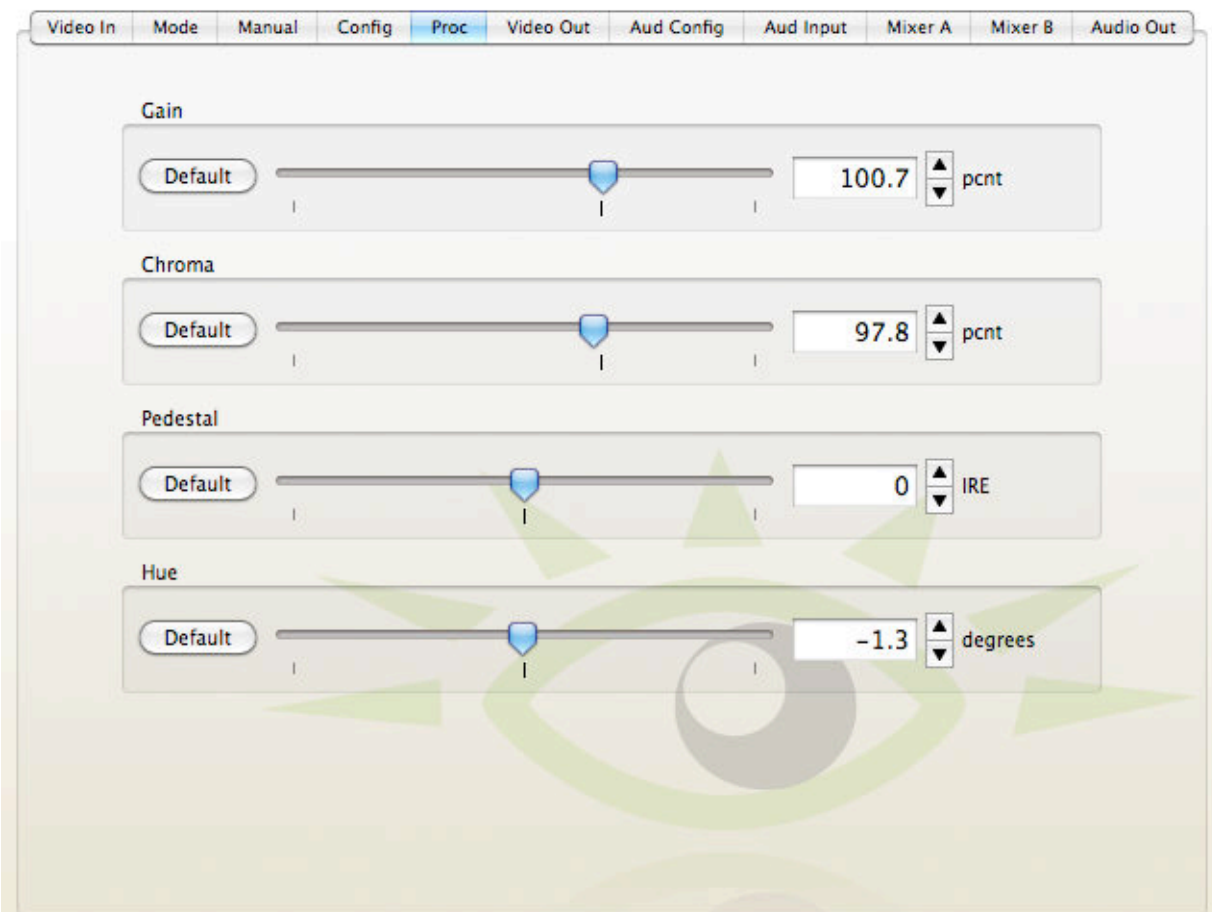 Video In Mode Manual Config Proc Video Out Aud Config Aud Input Mixer A Mixer B Audio Out
Gain
Default 100.7 pcnt
Chroma
Default 97.8 pcnt
Pedestal
Default 0 IRE
Hue
Default -1.3 degrees